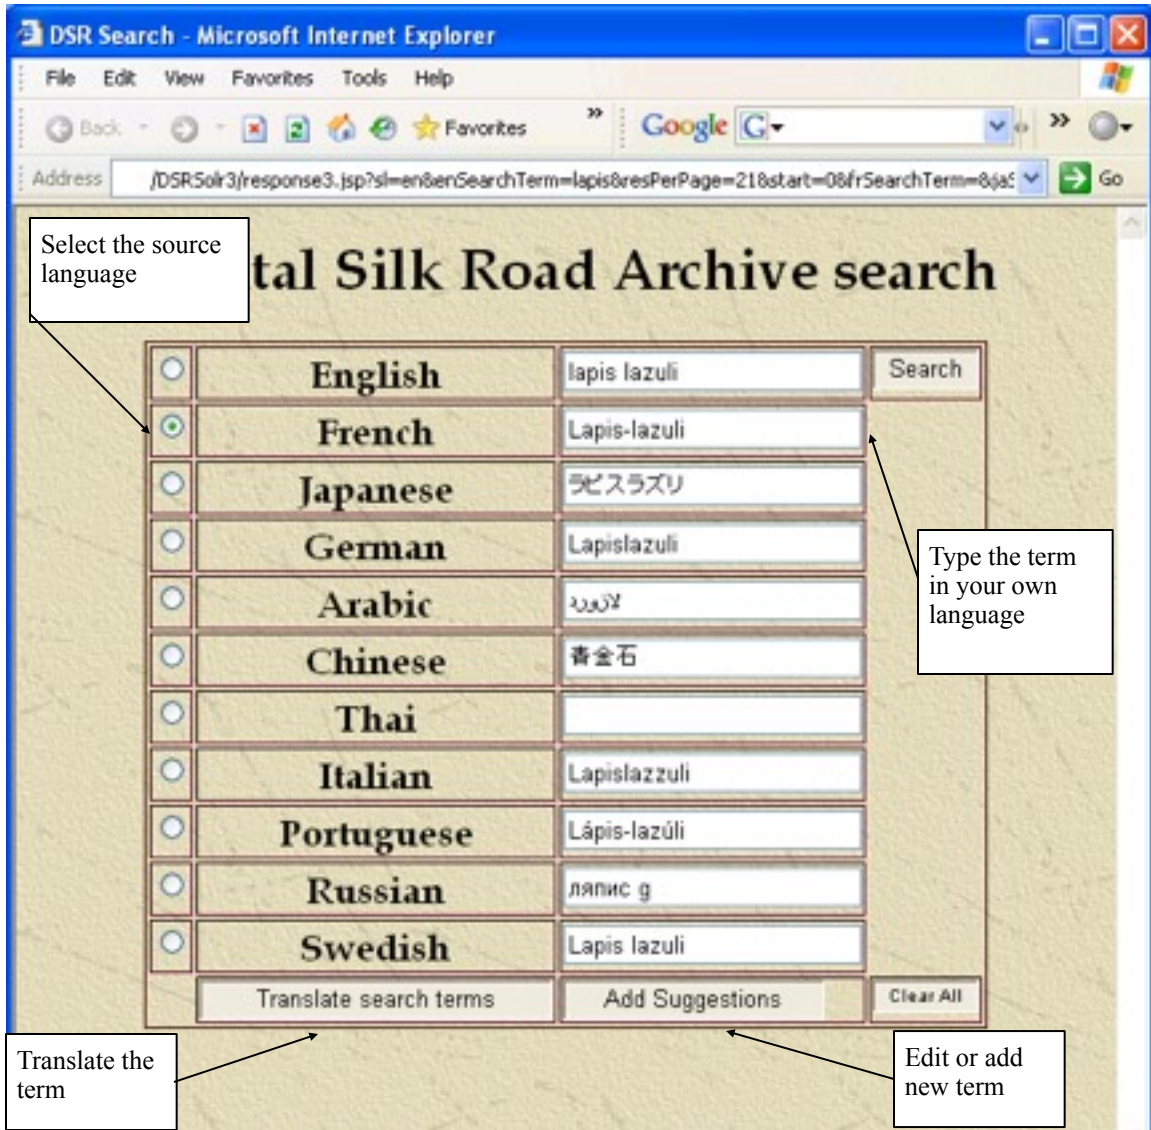 DSR Search - Microsoft Internet Explorer
File Edit View Favorites Tools Help
Back Favorites » Google G »
Address /DSRSolr3/response3.jsp?sl=en&enSearchTerm=lapis&resPerPage=21&start=0&frSearchTerm=&jaS Go
Select the source
language
tal Silk Road Archive search
English lapis lazuli Search
French Lapis-lazuli
Japanese ラピスラズリ
German Lapislazuli
Type the term
in your own
language
Arabic لازورد
Chinese 青金石
Thai
Italian Lapislazzuli
Portuguese Lápis-lazúli
Russian ляпис g
Swedish Lapis lazuli
Translate search terms Add Suggestions Clear All
Translate the
term
Edit or add
new term